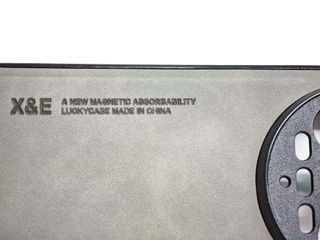 X&E
A NEW MAGNETIC ABSORBABILITY
LUCKYCASE MADE IN CHINA